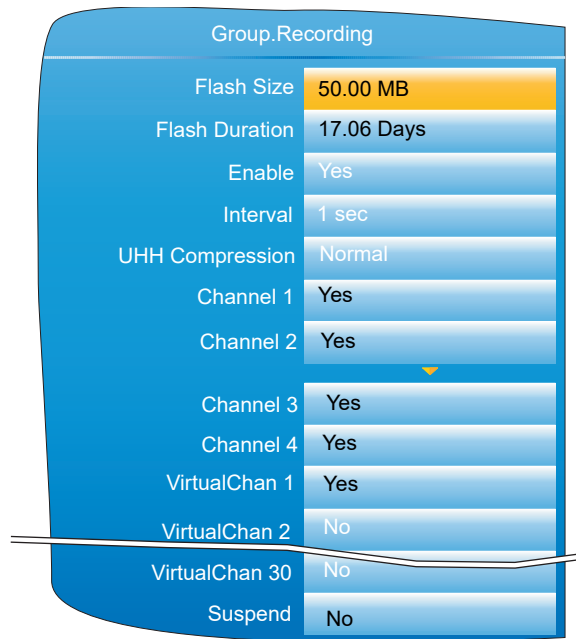 Group.Recording
Flash Size 50.00 MB
Flash Duration 17.06 Days
Enable Yes
Interval 1 sec
UHH Compression Normal
Channel 1 Yes
Channel 2 Yes
Channel 3 Yes
Channel 4 Yes
VirtualChan 1 Yes
VirtualChan 2 No
VirtualChan 30 No
Suspend No